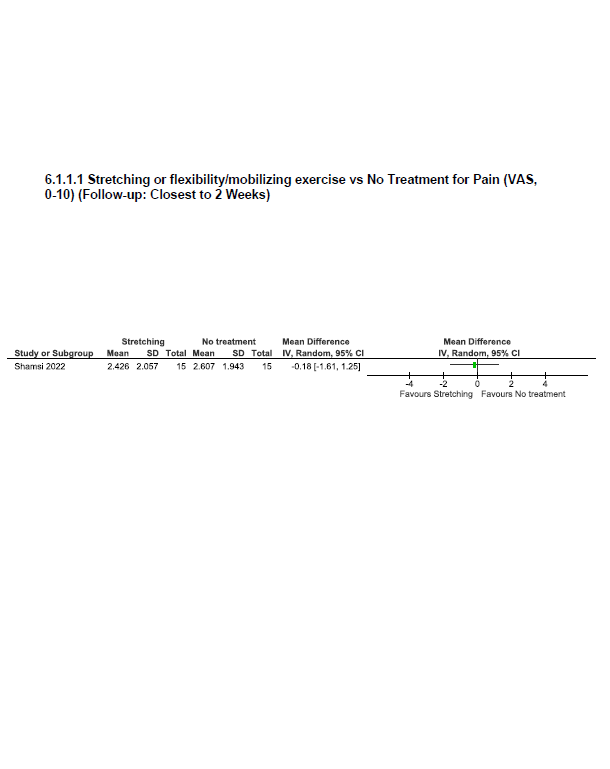 6.1.1.1 Stretching or flexibility/mobilizing exercise vs No Treatment for Pain (VAS,
0-10) (Follow-up: Closest to 2 Weeks)
Stretching No treatment Mean Difference Mean Difference
Study or Subgroup Mean SD Total Mean SD Total IV, Random, 95% CI IV, Random, 95% CI
Shamsi 2022 2.426 2.057 15 2.607 1.943 15 -0.18 [-1.61, 1.25]
-4 -2 0 2 4
Favours Stretching Favours No treatment